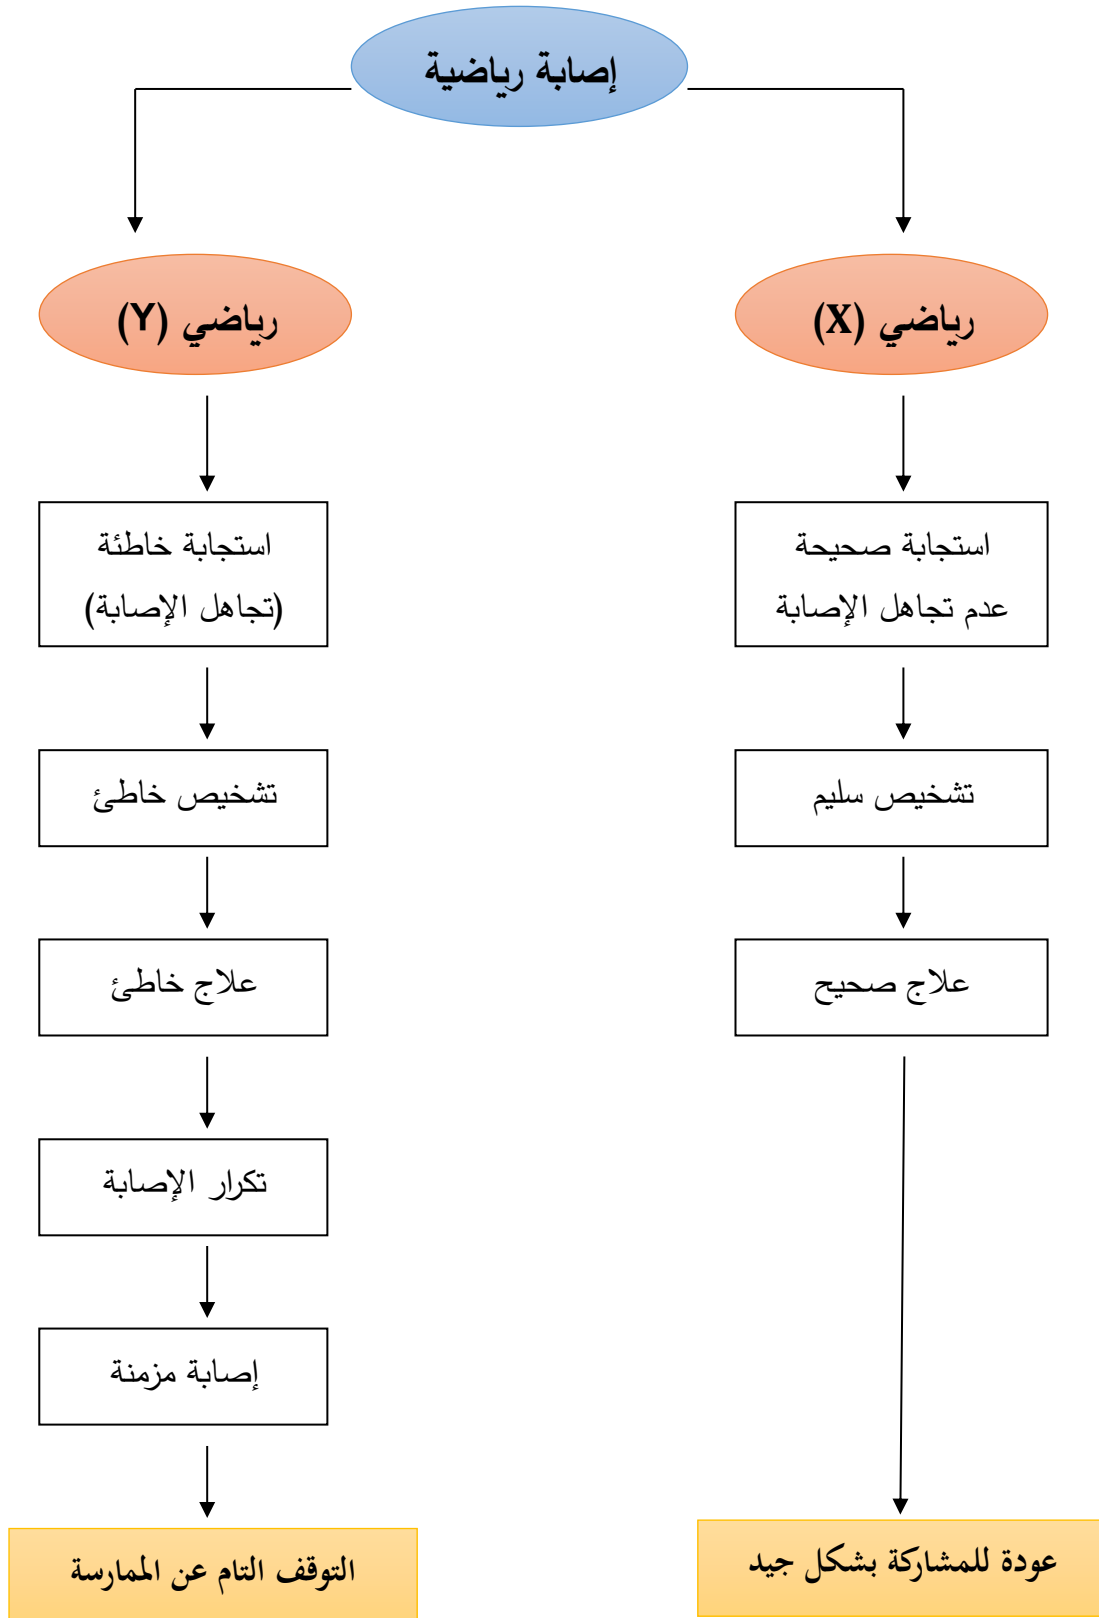 إصابة رياضية
رياضي (X)
استجابة صحيحة
عدم تجاهل الإصابة
تشخيص سليم
علاج صحيح
عودة للمشاركة بشكل جيد
رياضي (Y)
استجابة خاطئة
(تجاهل الإصابة)
تشخيص خاطئ
علاج خاطئ
تكرار الإصابة
إصابة مزمنة
التوقف التام عن الممارسة